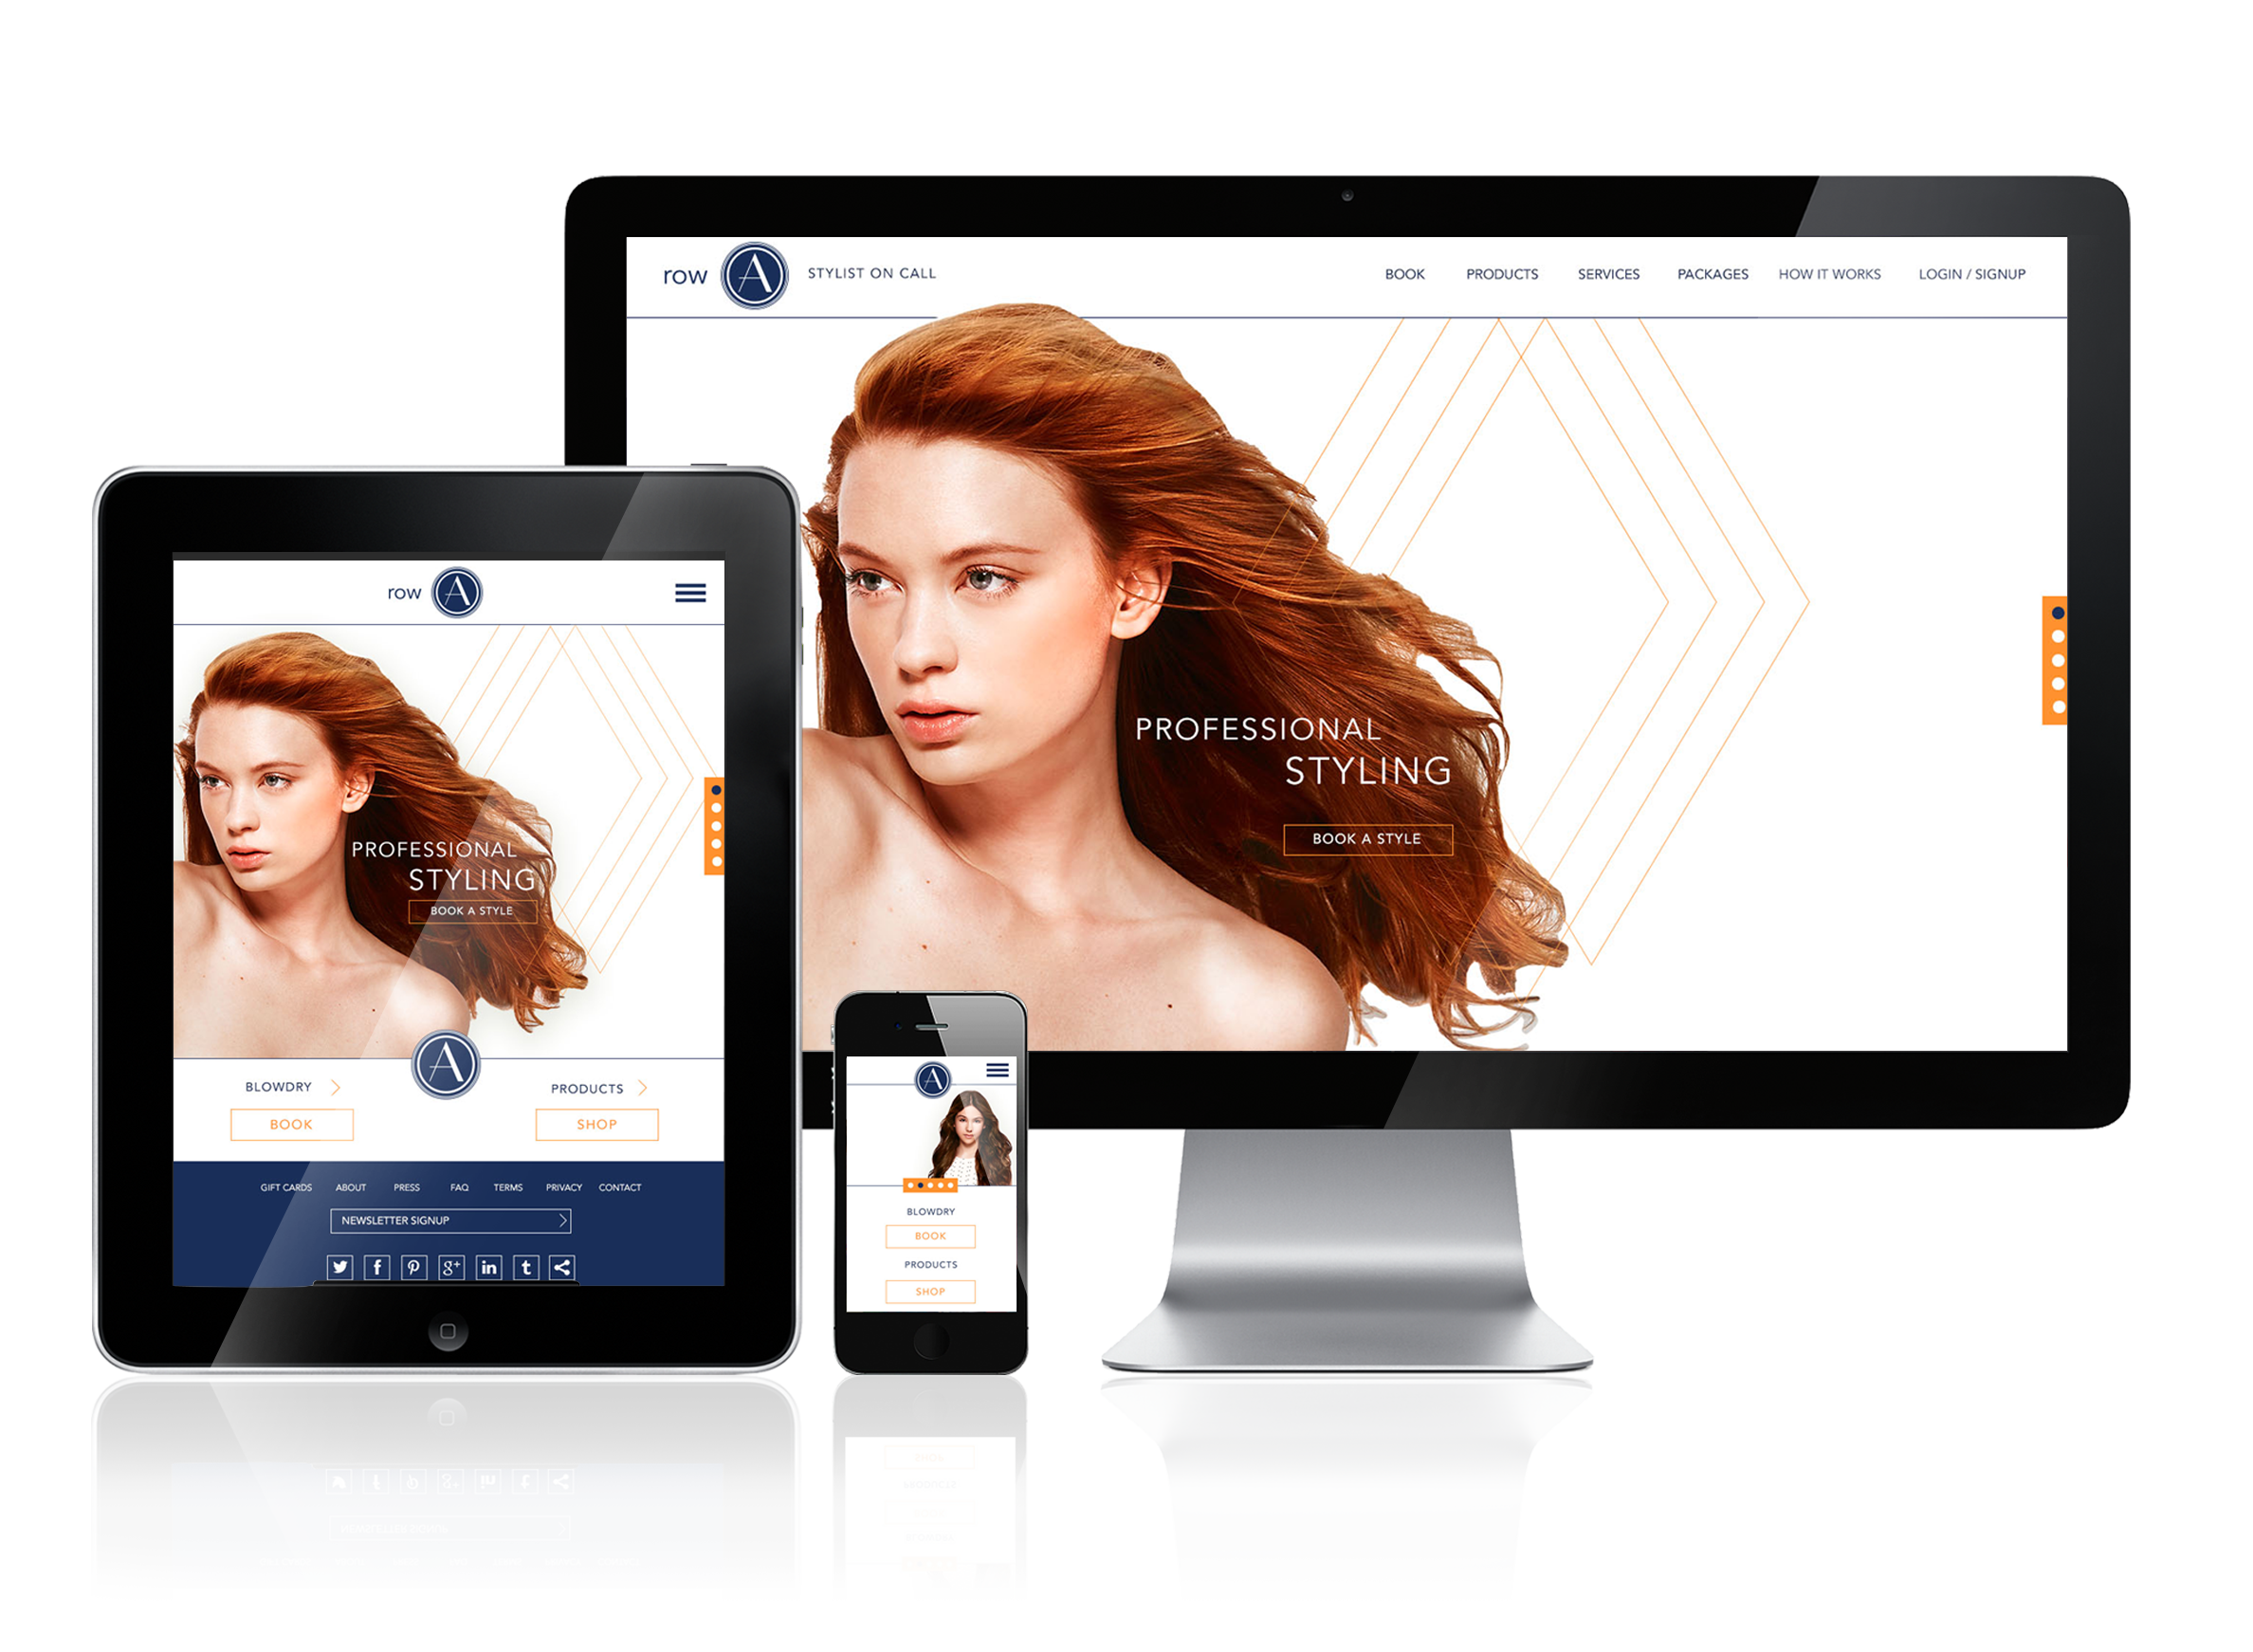 row A STYLIST ON CALL BOOK PRODUCTS SERVICES PACKAGES HOW IT WORKS LOGIN / SIGNUP
PROFESSIONAL
STYLING
BOOK A STYLE
row A
PROFESSIONAL
STYLING
BOOK A STYLE
A
BLOWDRY PRODUCTS
BOOK SHOP
GIFT CARDS ABOUT PRESS FAQ TERMS PRIVACY CONTACT
NEWSLETTER SIGNUP
f g+ in t
A
BLOWDRY
BOOK
PRODUCTS
SHOP